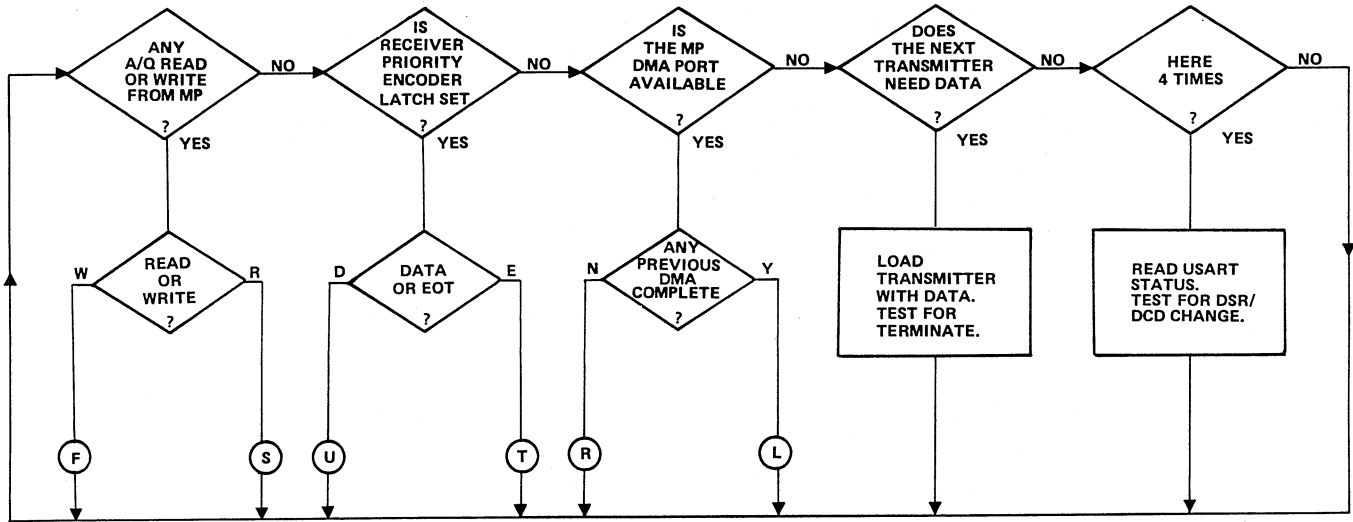 ANY
A/Q READ
OR WRITE
FROM MP
?
NO
YES
IS
RECEIVER
PRIORITY
ENCODER
LATCH SET
?
NO
YES
IS
THE MP
DMA PORT
AVAILABLE
?
NO
YES
DOES
THE NEXT
TRANSMITTER
NEED DATA
?
NO
YES
HERE
4 TIMES
?
NO
YES
W
READ
OR
WRITE
?
R
D
DATA
OR EOT
?
E
N
ANY
PREVIOUS
DMA
COMPLETE
?
Y
LOAD
TRANSMITTER
WITH DATA.
TEST FOR
TERMINATE.
READ USART
STATUS.
TEST FOR DSR/
DCD CHANGE.
F
S
U
T
R
L